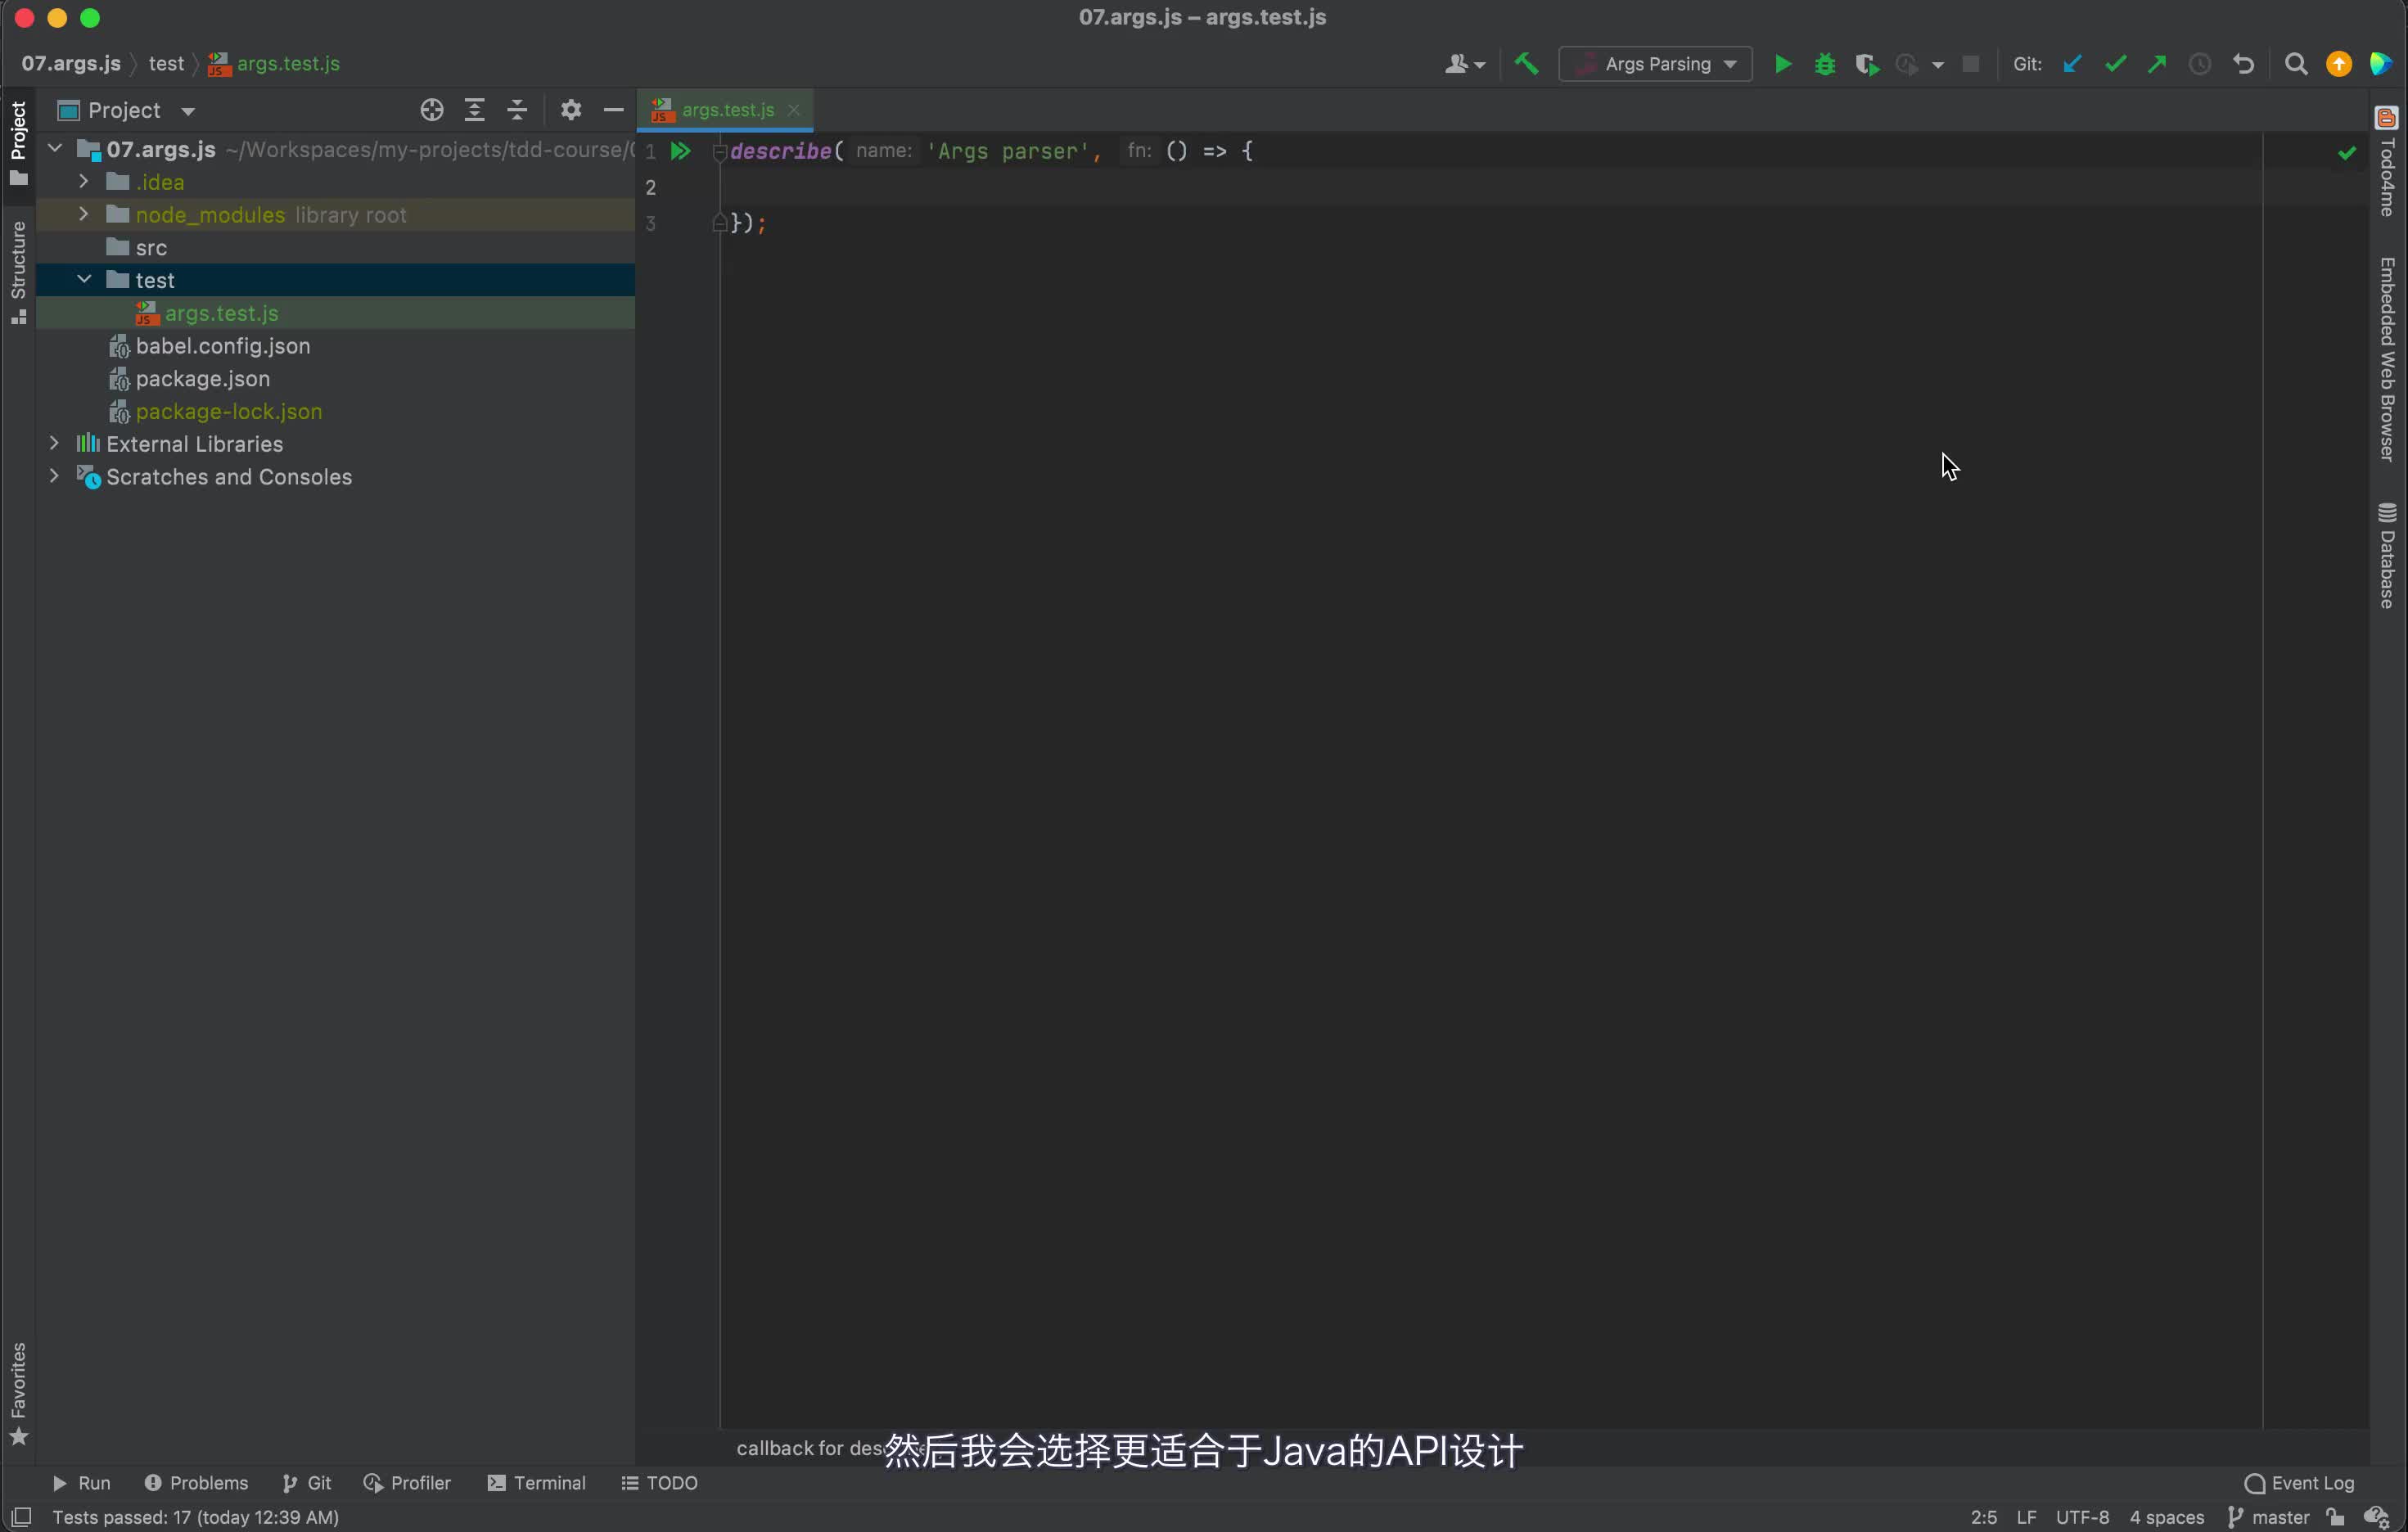 07.args.js – args.test.js
07.args.js
test
args.test.js
Args Parsing
Git:
Project
args.test.js
07.args.js ~/Workspaces/my-projects/tdd-course/
.idea
node_modules library root
src
test
args.test.js
babel.config.json
package.json
package-lock.json
External Libraries
Scratches and Consoles
1 describe( name: 'Args parser', fn: () => {
2
3 });
Project
Structure
Favorites
Todo4me
Embedded Web Browser
Database
callback for
然后我会选择更适合于Java的API设计
Run
Problems
Git
Profiler
Terminal
TODO
Event Log
Tests passed: 17 (today 12:39 AM)
2:5 LF UTF-8 4 spaces master